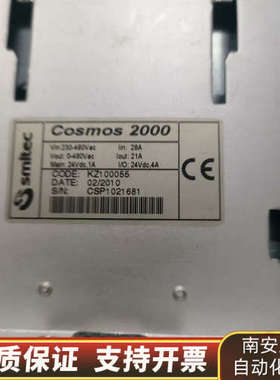 smitec
Cosmos 2000
Vin: 230-480Vac In: 28A
Vout: 0-480Vac Iout: 21A
Main: 24Vdc,1A I/O: 24Vdc,4A
CODE: KZ100055
DATE: 02/2010
S/N: CSP1021681
CE
质保证 支持开票
南安
自动化